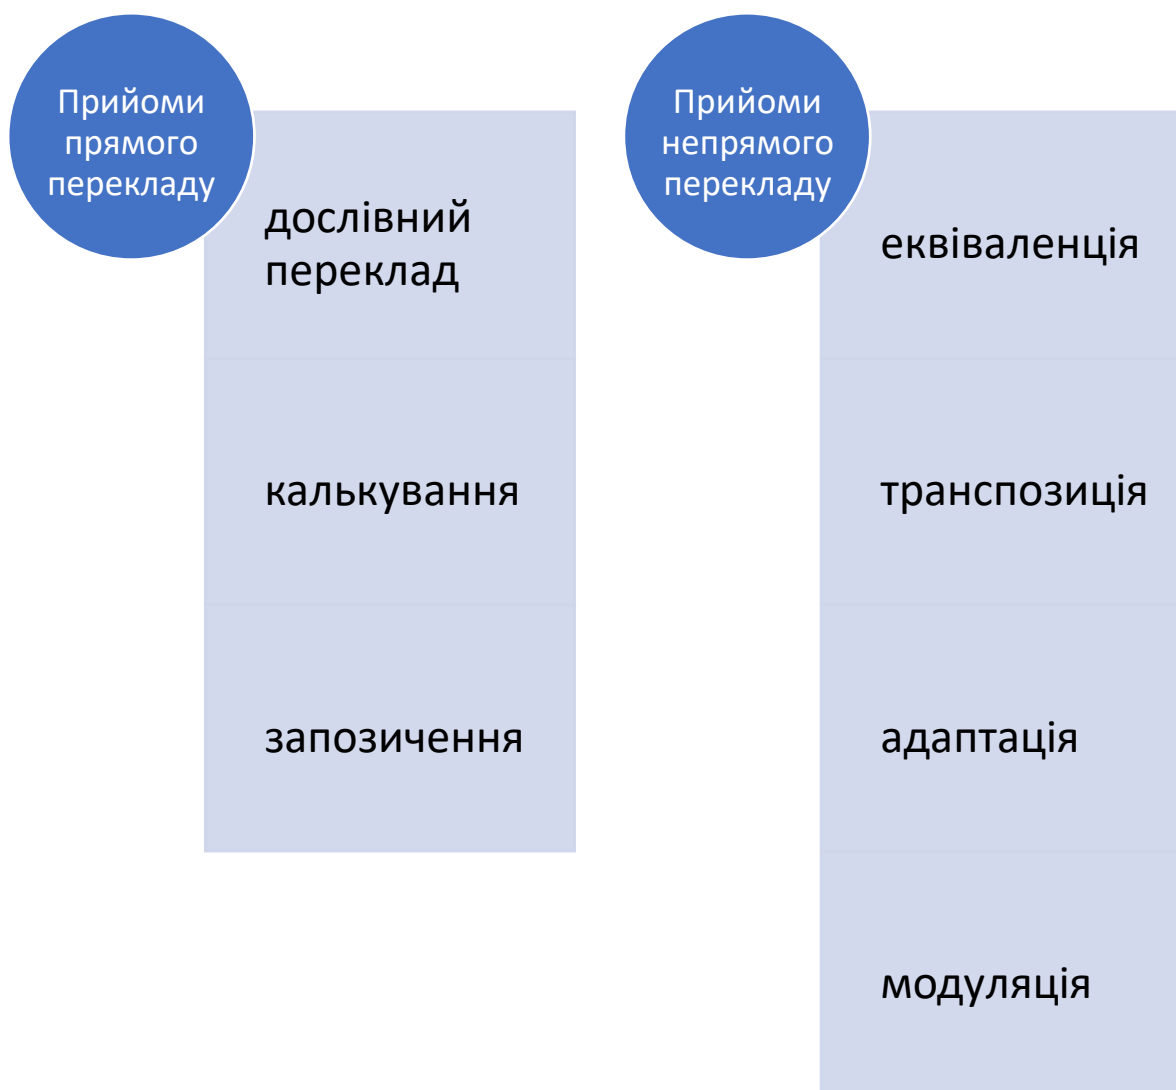 Прийоми
прямого
перекладу
дослівний
переклад
калькування
запозичення
Прийоми
непрямого
перекладу
еквіваленція
транспозиція
адаптація
модуляція